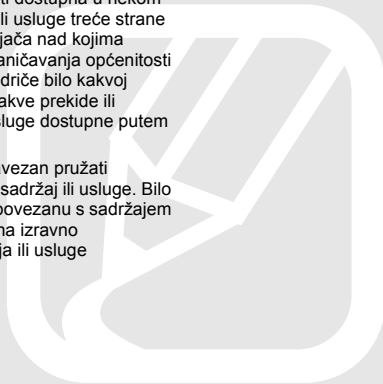 ti dostupna u nekom
li usluge treće strane
jača nad kojima
aničavanja općenitosti
driče bilo kakvoj
akve prekide ili
sluge dostupne putem
avezan pružati
sadržaj ili usluge. Bilo
povezanu s sadržajem
na izravno
ja ili usluge